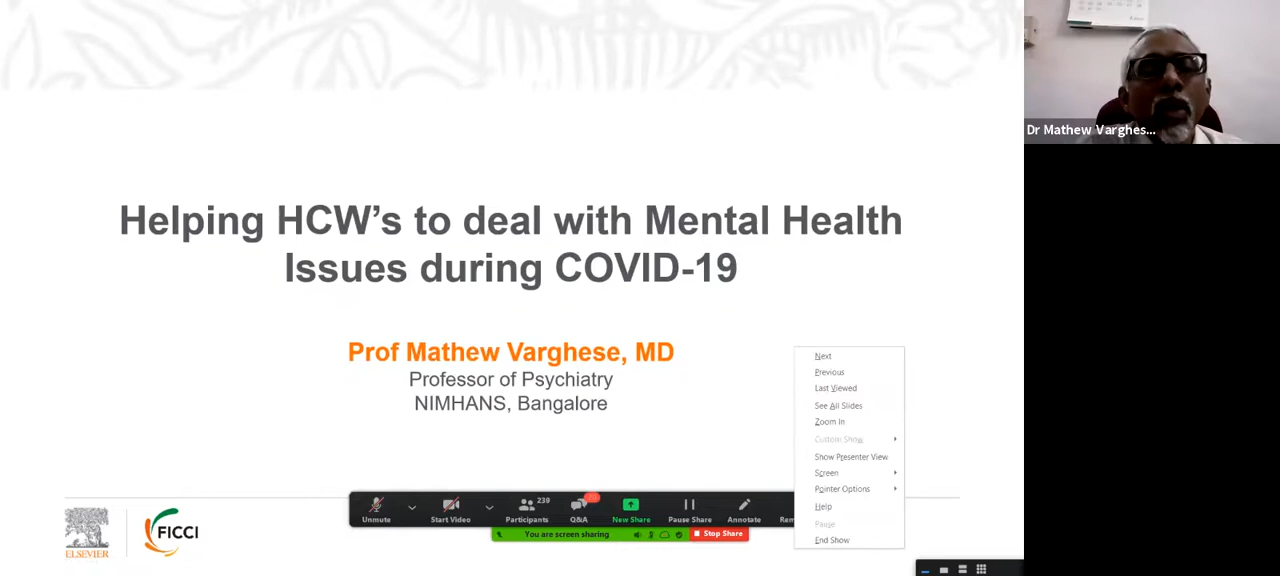 Dr Mathew Varghes...
Helping HCW's to deal with Mental Health
Issues during COVID-19
Prof Mathew Varghese, MD
Professor of Psychiatry
NIMHANS, Bangalore
Next
Previous
Last Viewed
See All Slides
Zoom In
Custom Show
Show Presenter View
Screen
Pointer Options
Help
Pause
End Show
239
Unmute
Start Video
Participants
Q&A
New Share
Pause Share
Annotate
Rem
You are screen sharing
Stop Share
ELSEVIER
FICCI